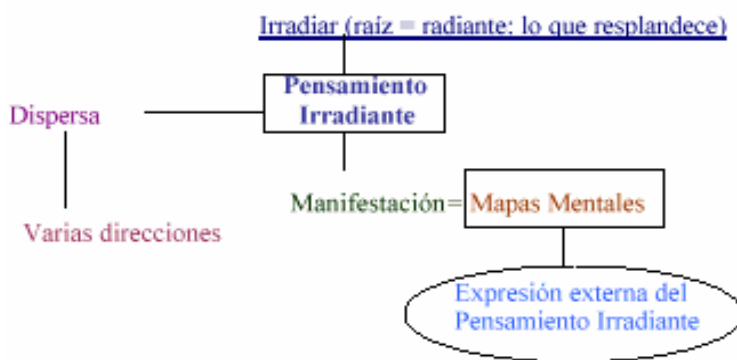 Irradiar (raíz = radiante: lo que resplandece)
Pensamiento
Irradiante
Dispersa
Manifestación= Mapas Mentales
Varias direcciones
Expresión externa del
Pensamiento Irradiante